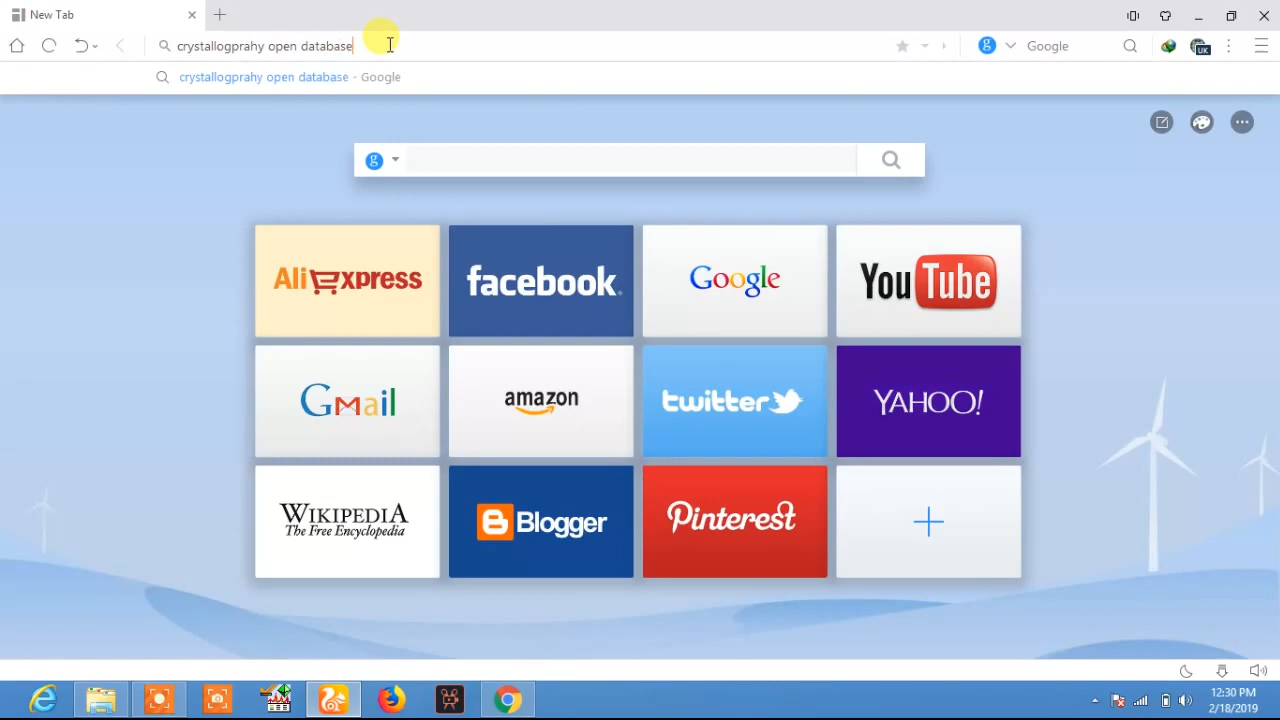 New Tab
crystallogprahy open database
Google
crystallogprahy open database - Google
AliExpress
facebook
Google
YouTube
Gmail
amazon
twitter
YAHOO!
WIKIPEDIA
The Free Encyclopedia
Blogger
Pinterest
UK
12:30 PM
2/18/2019